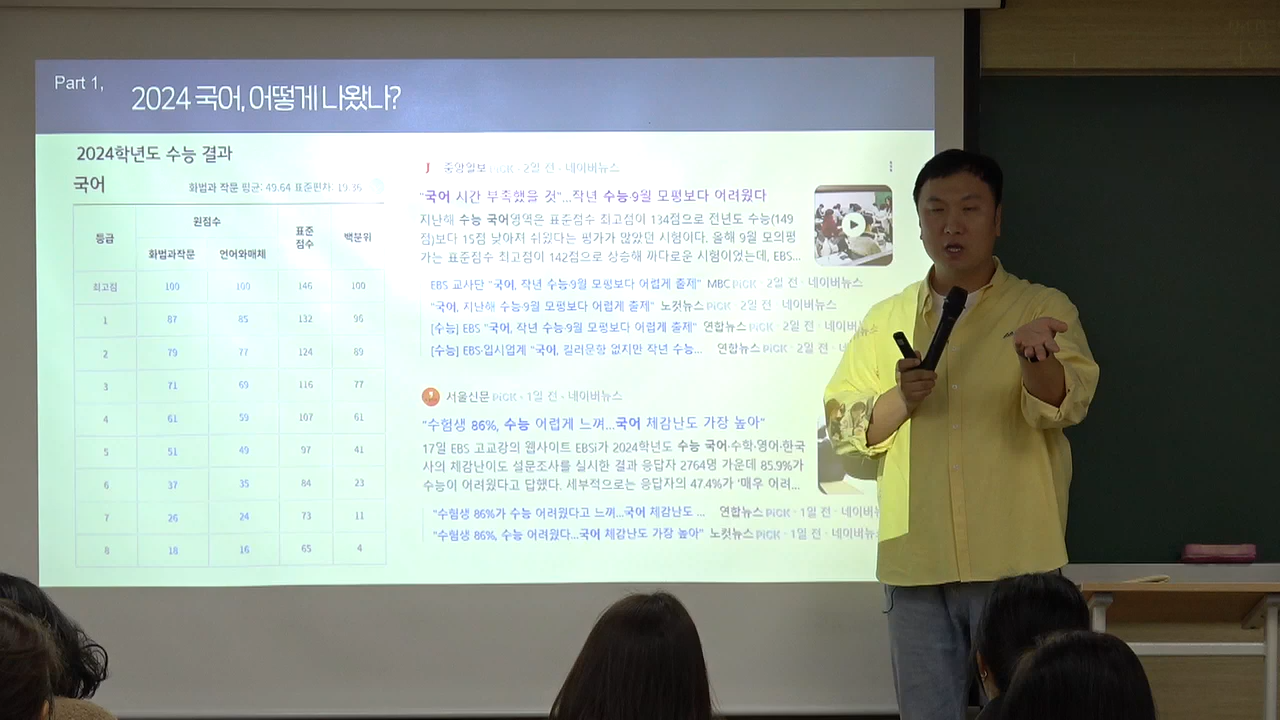 Part 1,
2024 국어, 어떻게 나왔나?
2024학년도 수능 결과
국어
화법과 작문 평균: 49.64 표준편차: 19.36
등급 원점수 표준점수 백분위
화법과작문 언어와매체
최고점 100 100 146 100
1 87 85 132 96
2 79 77 124 89
3 71 69 116 77
4 61 59 107 61
5 51 49 97 41
6 37 35 84 23
7 26 24 73 11
8 18 16 65 4
J 중앙일보 PiCK · 2일 전 · 네이버뉴스
"국어 시간 부족했을 것"...작년 수능·9월 모평보다 어려웠다
지난해 수능 국어영역은 표준점수 최고점이 134점으로 전년도 수능(149
점)보다 15점 낮아져 쉬웠다는 평가가 많았던 시험이다. 올해 9월 모의평
가는 표준점수 최고점이 142점으로 상승해 까다로운 시험이었는데, EBS...
EBS 교사단 "국어, 작년 수능·9월 모평보다 어렵게 출제" MBC PiCK · 2일 전 · 네이버뉴스
"국어, 지난해 수능·9월 모평보다 어렵게 출제" 노컷뉴스 PiCK · 2일 전 · 네이버뉴스
[수능] EBS "국어, 작년 수능·9월 모평보다 어렵게 출제" 연합뉴스 PiCK · 2일 전 · 네이버뉴스
[수능] EBS·입시업계 "국어, 킬러문항 없지만 작년 수능... 연합뉴스 PiCK · 2일 전 · 네이버
서울신문 PiCK · 1일 전 · 네이버뉴스
"수험생 86%, 수능 어렵게 느껴...국어 체감난도 가장 높아"
17일 EBS 고교강의 웹사이트 EBSi가 2024학년도 수능 국어·수학·영어·한국
사의 체감난이도 설문조사를 실시한 결과 응답자 2764명 가운데 85.9%가
수능이 어려웠다고 답했다. 세부적으로는 응답자의 47.4%가 '매우 어려...
"수험생 86%가 수능 어려웠다고 느껴...국어 체감난도 ... 연합뉴스 PiCK · 1일 전 · 네이버뉴
"수험생 86%, 수능 어려웠다...국어 체감난도 가장 높아" 노컷뉴스 PiCK · 1일 전 · 네이버뉴